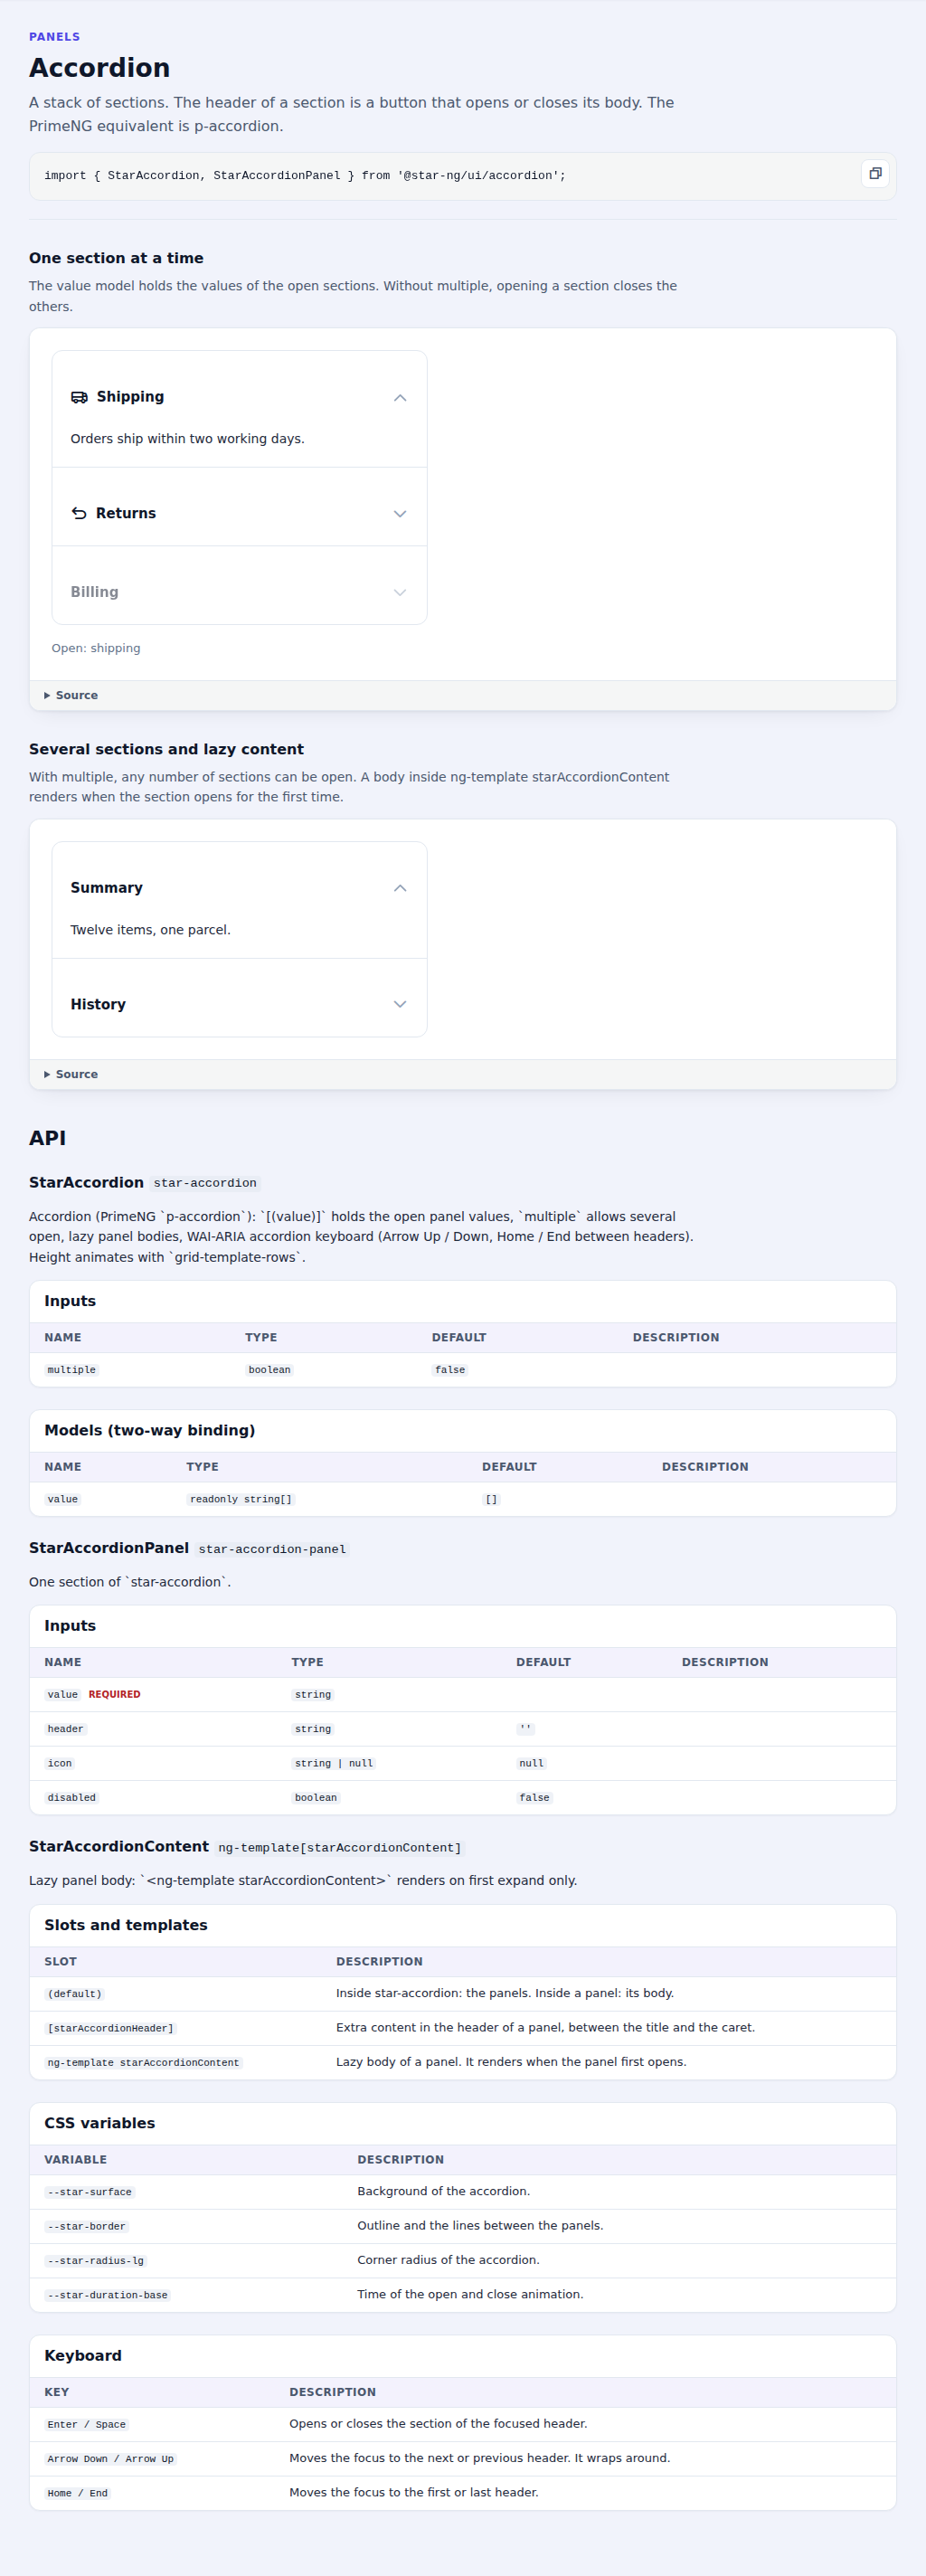 PANELS
Accordion
A stack of sections. The header of a section is a button that opens or closes its body. The
PrimeNG equivalent is p-accordion.
import { StarAccordion, StarAccordionPanel } from '@star-ng/ui/accordion';
One section at a time
The value model holds the values of the open sections. Without multiple, opening a section closes the
others.
Shipping
Orders ship within two working days.
Returns
Billing
Open: shipping
Source
Several sections and lazy content
With multiple, any number of sections can be open. A body inside ng-template starAccordionContent
renders when the section opens for the first time.
Summary
Twelve items, one parcel.
History
Source
API
StarAccordion star-accordion
Accordion (PrimeNG `p-accordion`): `[(value)]` holds the open panel values, `multiple` allows several
open, lazy panel bodies, WAI-ARIA accordion keyboard (Arrow Up / Down, Home / End between headers).
Height animates with `grid-template-rows`.
Inputs
NAME TYPE DEFAULT DESCRIPTION
multiple boolean false
Models (two-way binding)
NAME TYPE DEFAULT DESCRIPTION
value readonly string[] []
StarAccordionPanel star-accordion-panel
One section of `star-accordion`.
Inputs
NAME TYPE DEFAULT DESCRIPTION
value REQUIRED string
header string ''
icon string | null null
disabled boolean false
StarAccordionContent ng-template[starAccordionContent]
Lazy panel body: `<ng-template starAccordionContent>` renders on first expand only.
Slots and templates
SLOT DESCRIPTION
(default) Inside star-accordion: the panels. Inside a panel: its body.
[starAccordionHeader] Extra content in the header of a panel, between the title and the caret.
ng-template starAccordionContent Lazy body of a panel. It renders when the panel first opens.
CSS variables
VARIABLE DESCRIPTION
--star-surface Background of the accordion.
--star-border Outline and the lines between the panels.
--star-radius-lg Corner radius of the accordion.
--star-duration-base Time of the open and close animation.
Keyboard
KEY DESCRIPTION
Enter / Space Opens or closes the section of the focused header.
Arrow Down / Arrow Up Moves the focus to the next or previous header. It wraps around.
Home / End Moves the focus to the first or last header.